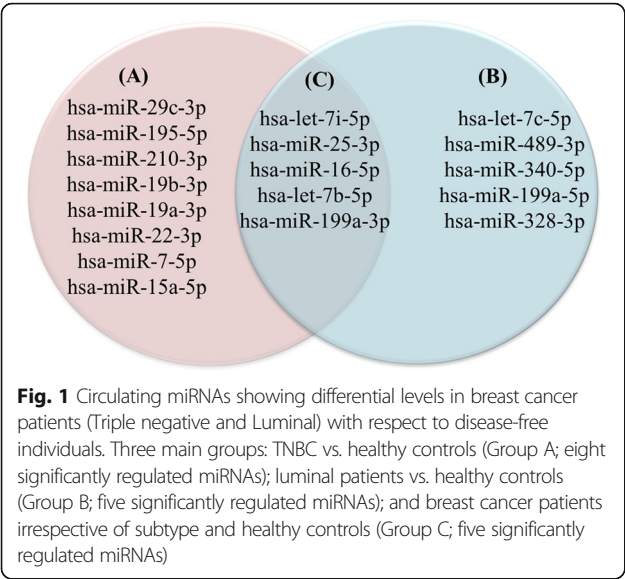 (A)
(C)
(B)
hsa-miR-29c-3p
hsa-miR-195-5p
hsa-miR-210-3p
hsa-miR-19b-3p
hsa-miR-19a-3p
hsa-miR-22-3p
hsa-miR-7-5p
hsa-miR-15a-5p
hsa-let-7i-5p
hsa-miR-25-3p
hsa-miR-16-5p
hsa-let-7b-5p
hsa-miR-199a-3p
hsa-let-7c-5p
hsa-miR-489-3p
hsa-miR-340-5p
hsa-miR-199a-5p
hsa-miR-328-3p
Fig. 1 Circulating miRNAs showing differential levels in breast cancer
patients (Triple negative and Luminal) with respect to disease-free
individuals. Three main groups: TNBC vs. healthy controls (Group A; eight
significantly regulated miRNAs); luminal patients vs. healthy controls
(Group B; five significantly regulated miRNAs); and breast cancer patients
irrespective of subtype and healthy controls (Group C; five significantly
regulated miRNAs)